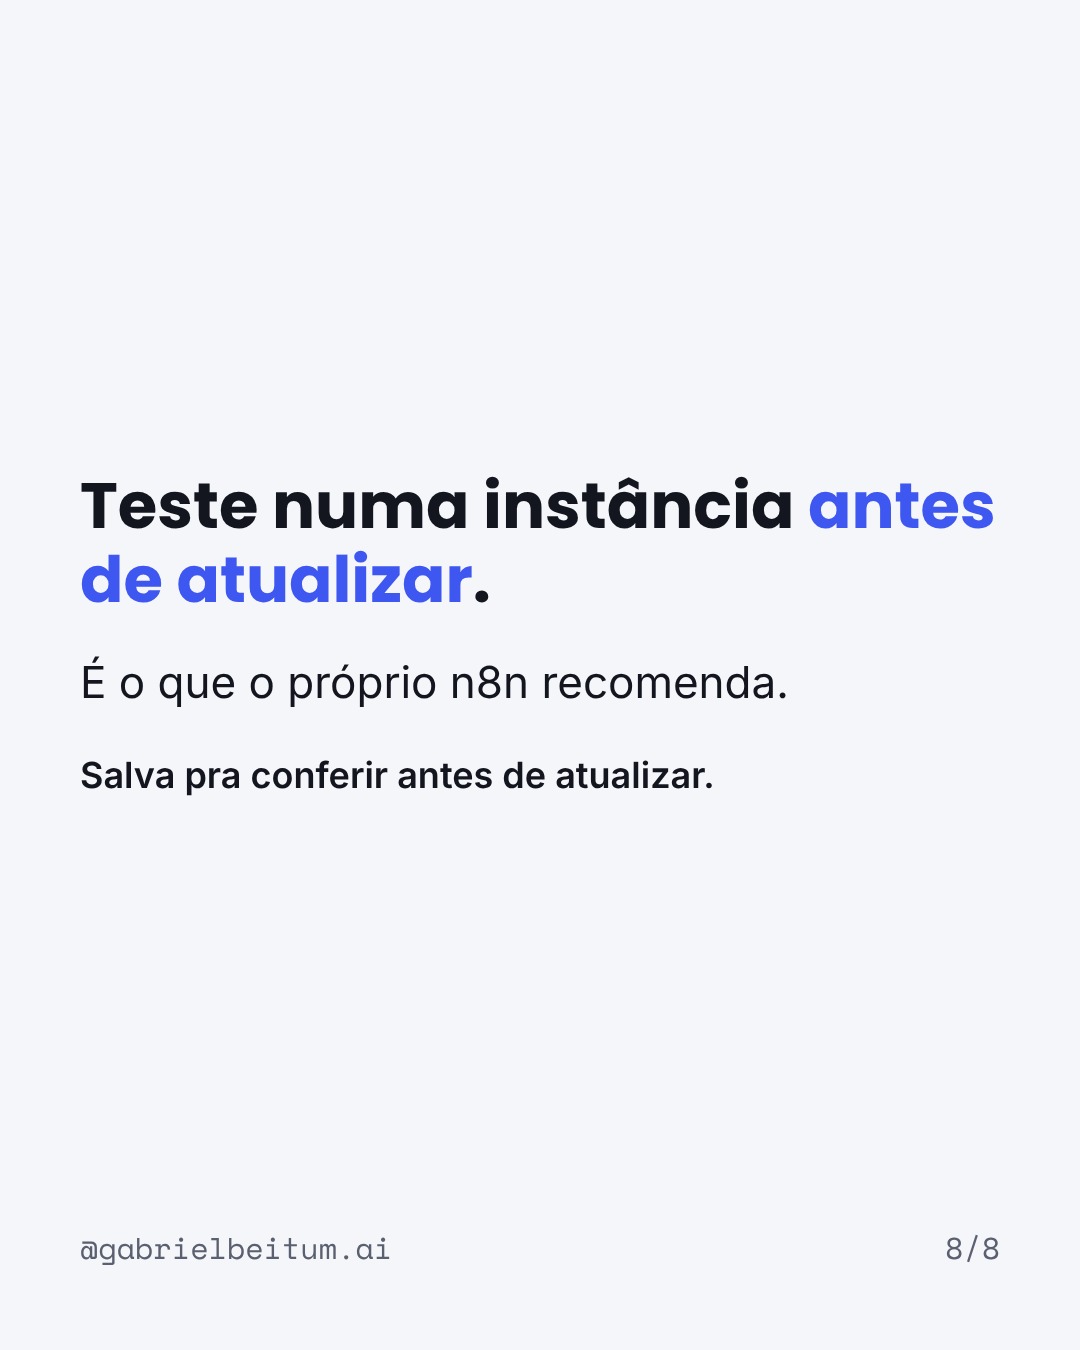 Teste numa instância antes
de atualizar.
É o que o próprio n8n recomenda.
Salva pra conferir antes de atualizar.
@gabrielbeitum.ai
8/8